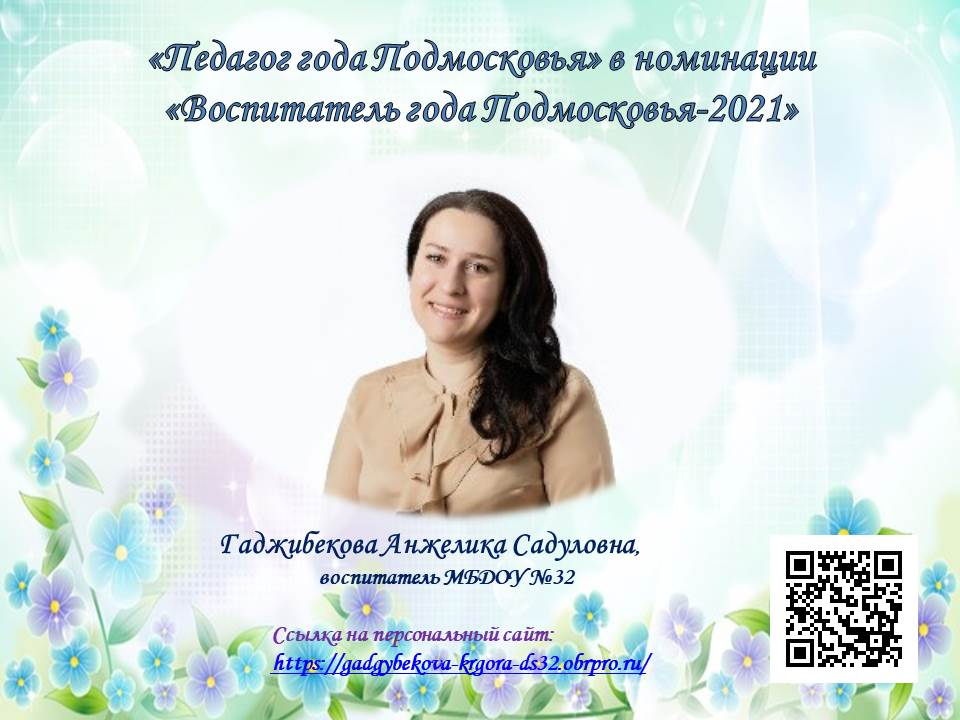 «Педагог года Подмосковья» в номинации
«Воспитатель года Подмосковья-2021»
Гаджибекова Анжелика Садуловна,
воспитатель МБДОУ №32
Ссылка на персональный сайт:
https://gadgybekova-krgora-ds32.obrpro.ru/